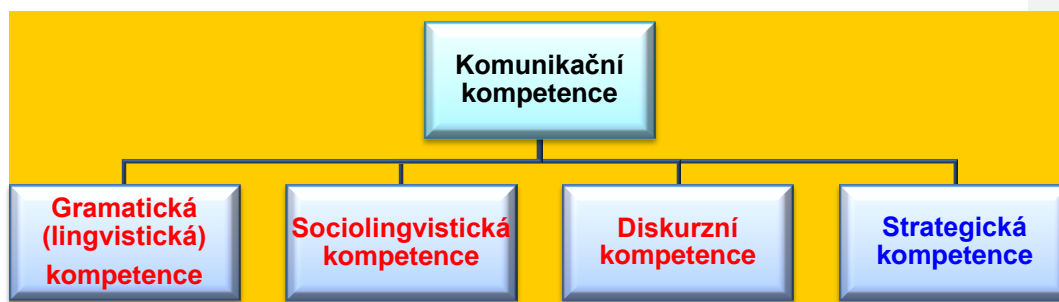 Komunikační
kompetence
Gramatická
(lingvistická)
kompetence
Sociolingvistická
kompetence
Diskurzní
kompetence
Strategická
kompetence